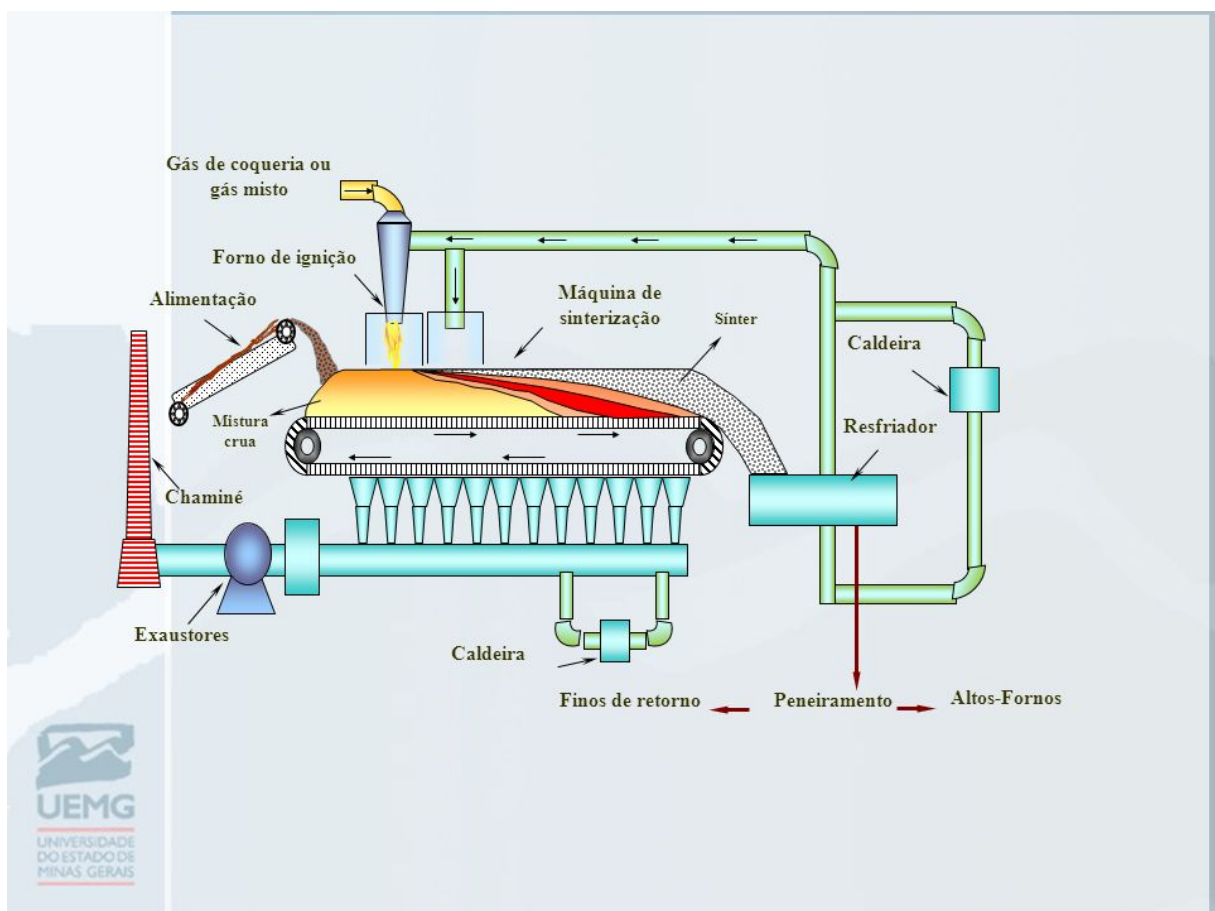 Gás de coqueria ou
gás misto
Forno de ignição
Alimentação
Máquina de
sinterização
Sínter
Caldeira
Mistura
crua
Resfriador
Chaminé
Exaustores
Caldeira
Finos de retorno
Peneiramento
Altos-Fornos
UEMG
UNIVERSIDADE
DO ESTADO DE
MINAS GERAIS